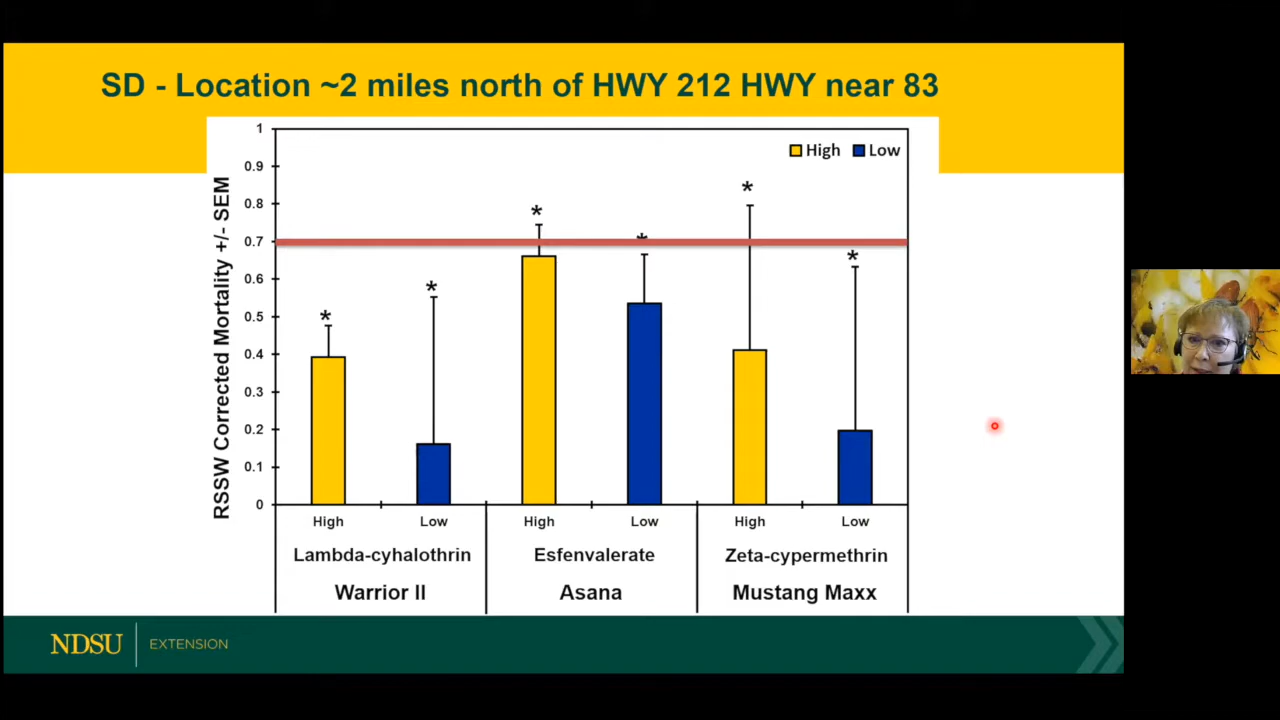 SD - Location ~2 miles north of HWY 212 HWY near 83
High Low
RSSW Corrected Mortality +/- SEM
1
0.9
0.8
0.7
0.6
0.5
0.4
0.3
0.2
0.1
0
* * * * * *
High Low High Low High Low
Lambda-cyhalothrin Esfenvalerate Zeta-cypermethrin
Warrior II Asana Mustang Maxx
NDSU EXTENSION